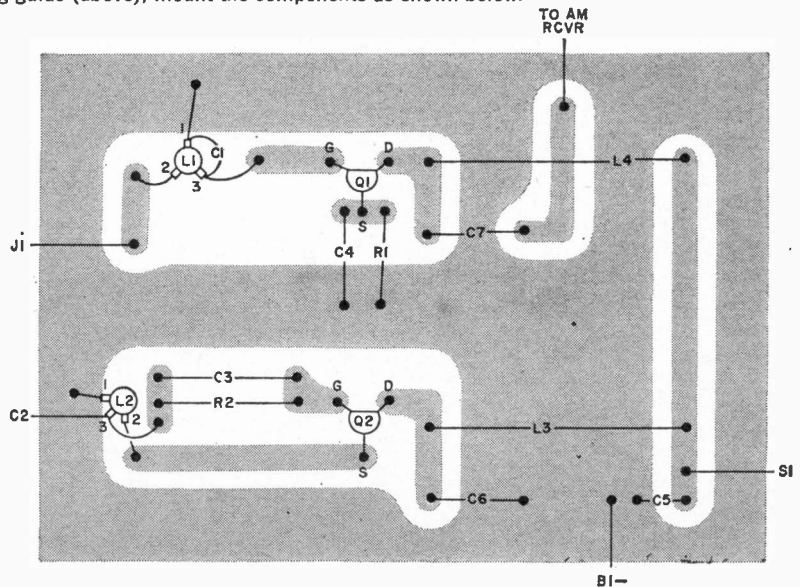 g guide (above), mount the components as shown below.
TO AM
RCVR
1
C1
L1
2
3
G
D
Q1
S
L4
C7
J1
C4
R1
1
L2
3
2
C2
C3
R2
G
D
Q2
S
L3
C6
C5
S1
B1–